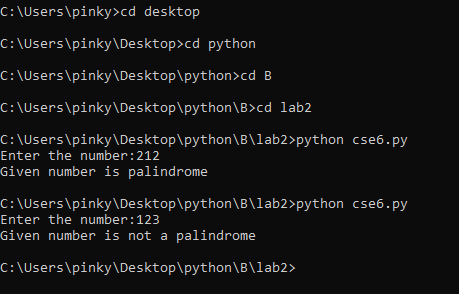 C:\Users\pinky>cd desktop
C:\Users\pinky\Desktop>cd python
C:\Users\pinky\Desktop\python>cd B
C:\Users\pinky\Desktop\python\B>cd lab2
C:\Users\pinky\Desktop\python\B\lab2>python cse6.py
Enter the number:212
Given number is palindrome
C:\Users\pinky\Desktop\python\B\lab2>python cse6.py
Enter the number:123
Given number is not a palindrome
C:\Users\pinky\Desktop\python\B\lab2>